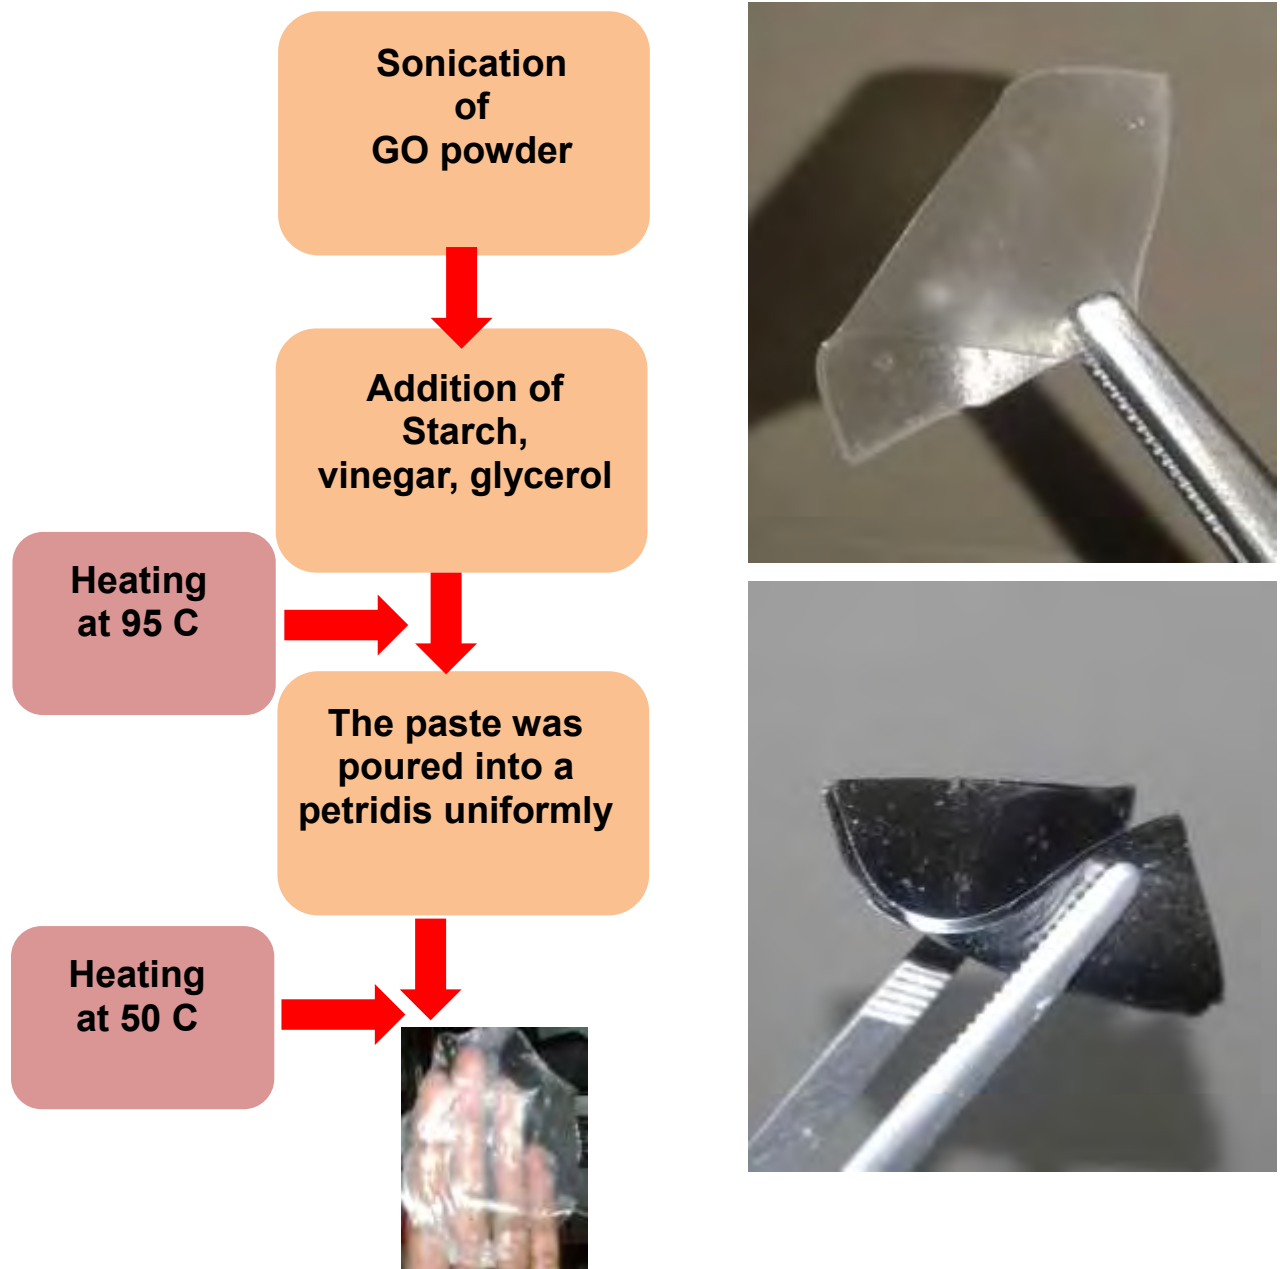 Sonication
of
GO powder
Addition of
Starch,
vinegar, glycerol
Heating
at 95 C
The paste was
poured into a
petridis uniformly
Heating
at 50 C